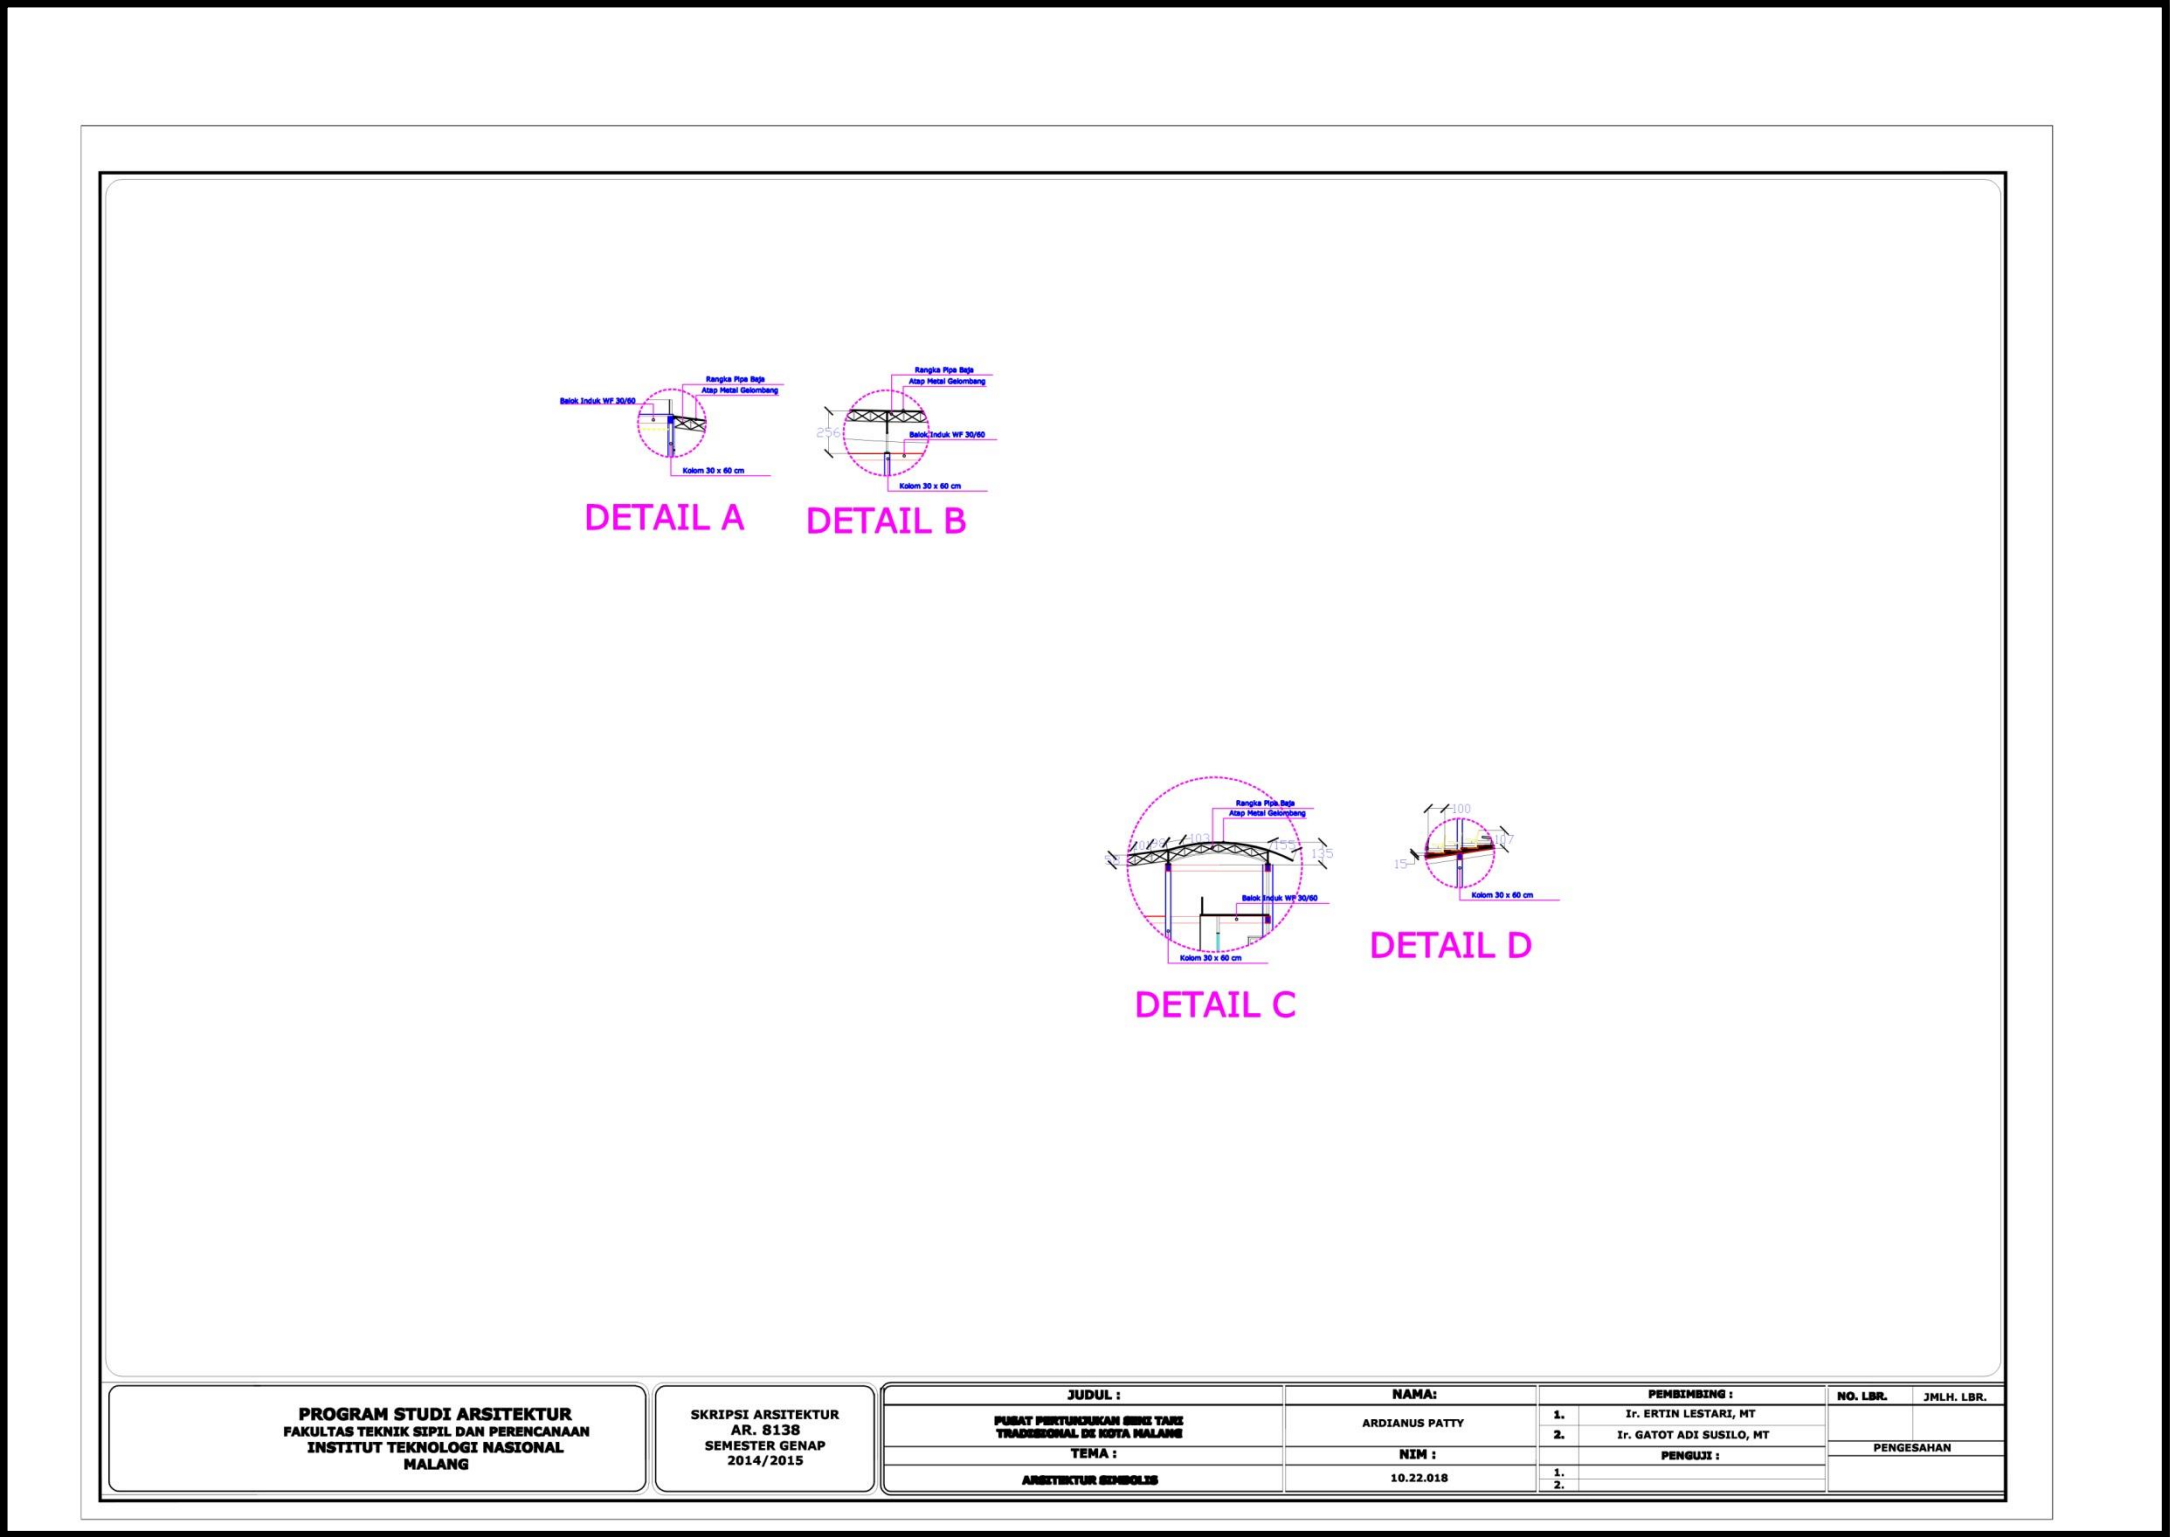 Rangka Pipa Baja
Atap Metal Gelombang
Balok Induk WF 30/60
Kolom 30 x 60 cm
DETAIL A
Rangka Pipa Baja
Atap Metal Gelombang
256
Balok Induk WF 30/60
Kolom 30 x 60 cm
DETAIL B
Rangka Pipa Baja
Atap Metal Gelombang
103
155
135
Balok Induk WF 30/60
Kolom 30 x 60 cm
DETAIL C
100
107
15
Kolom 30 x 60 cm
DETAIL D
PROGRAM STUDI ARSITEKTUR
FAKULTAS TEKNIK SIPIL DAN PERENCANAAN
INSTITUT TEKNOLOGI NASIONAL
MALANG
SKRIPSI ARSITEKTUR
AR. 8138
SEMESTER GENAP
2014/2015
JUDUL :
PUSAT PERTUNJUKAN SENI TARI
TRADISIONAL DI KOTA MALANG
TEMA :
ARSITEKTUR SIMBOLIS
NAMA:
ARDIANUS PATTY
NIM :
10.22.018
PEMBIMBING :
1. Ir. ERTIN LESTARI, MT
2. Ir. GATOT ADI SUSILO, MT
PENGUJI :
1.
2.
NO. LBR. JMLH. LBR.
PENGESAHAN